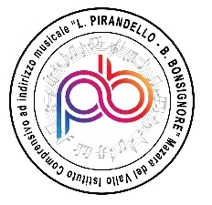 Istituto Comprensivo ad indirizzo musicale "L. PIRANDELLO - B. BONSIGNORE" Mazara del Vallo
pb